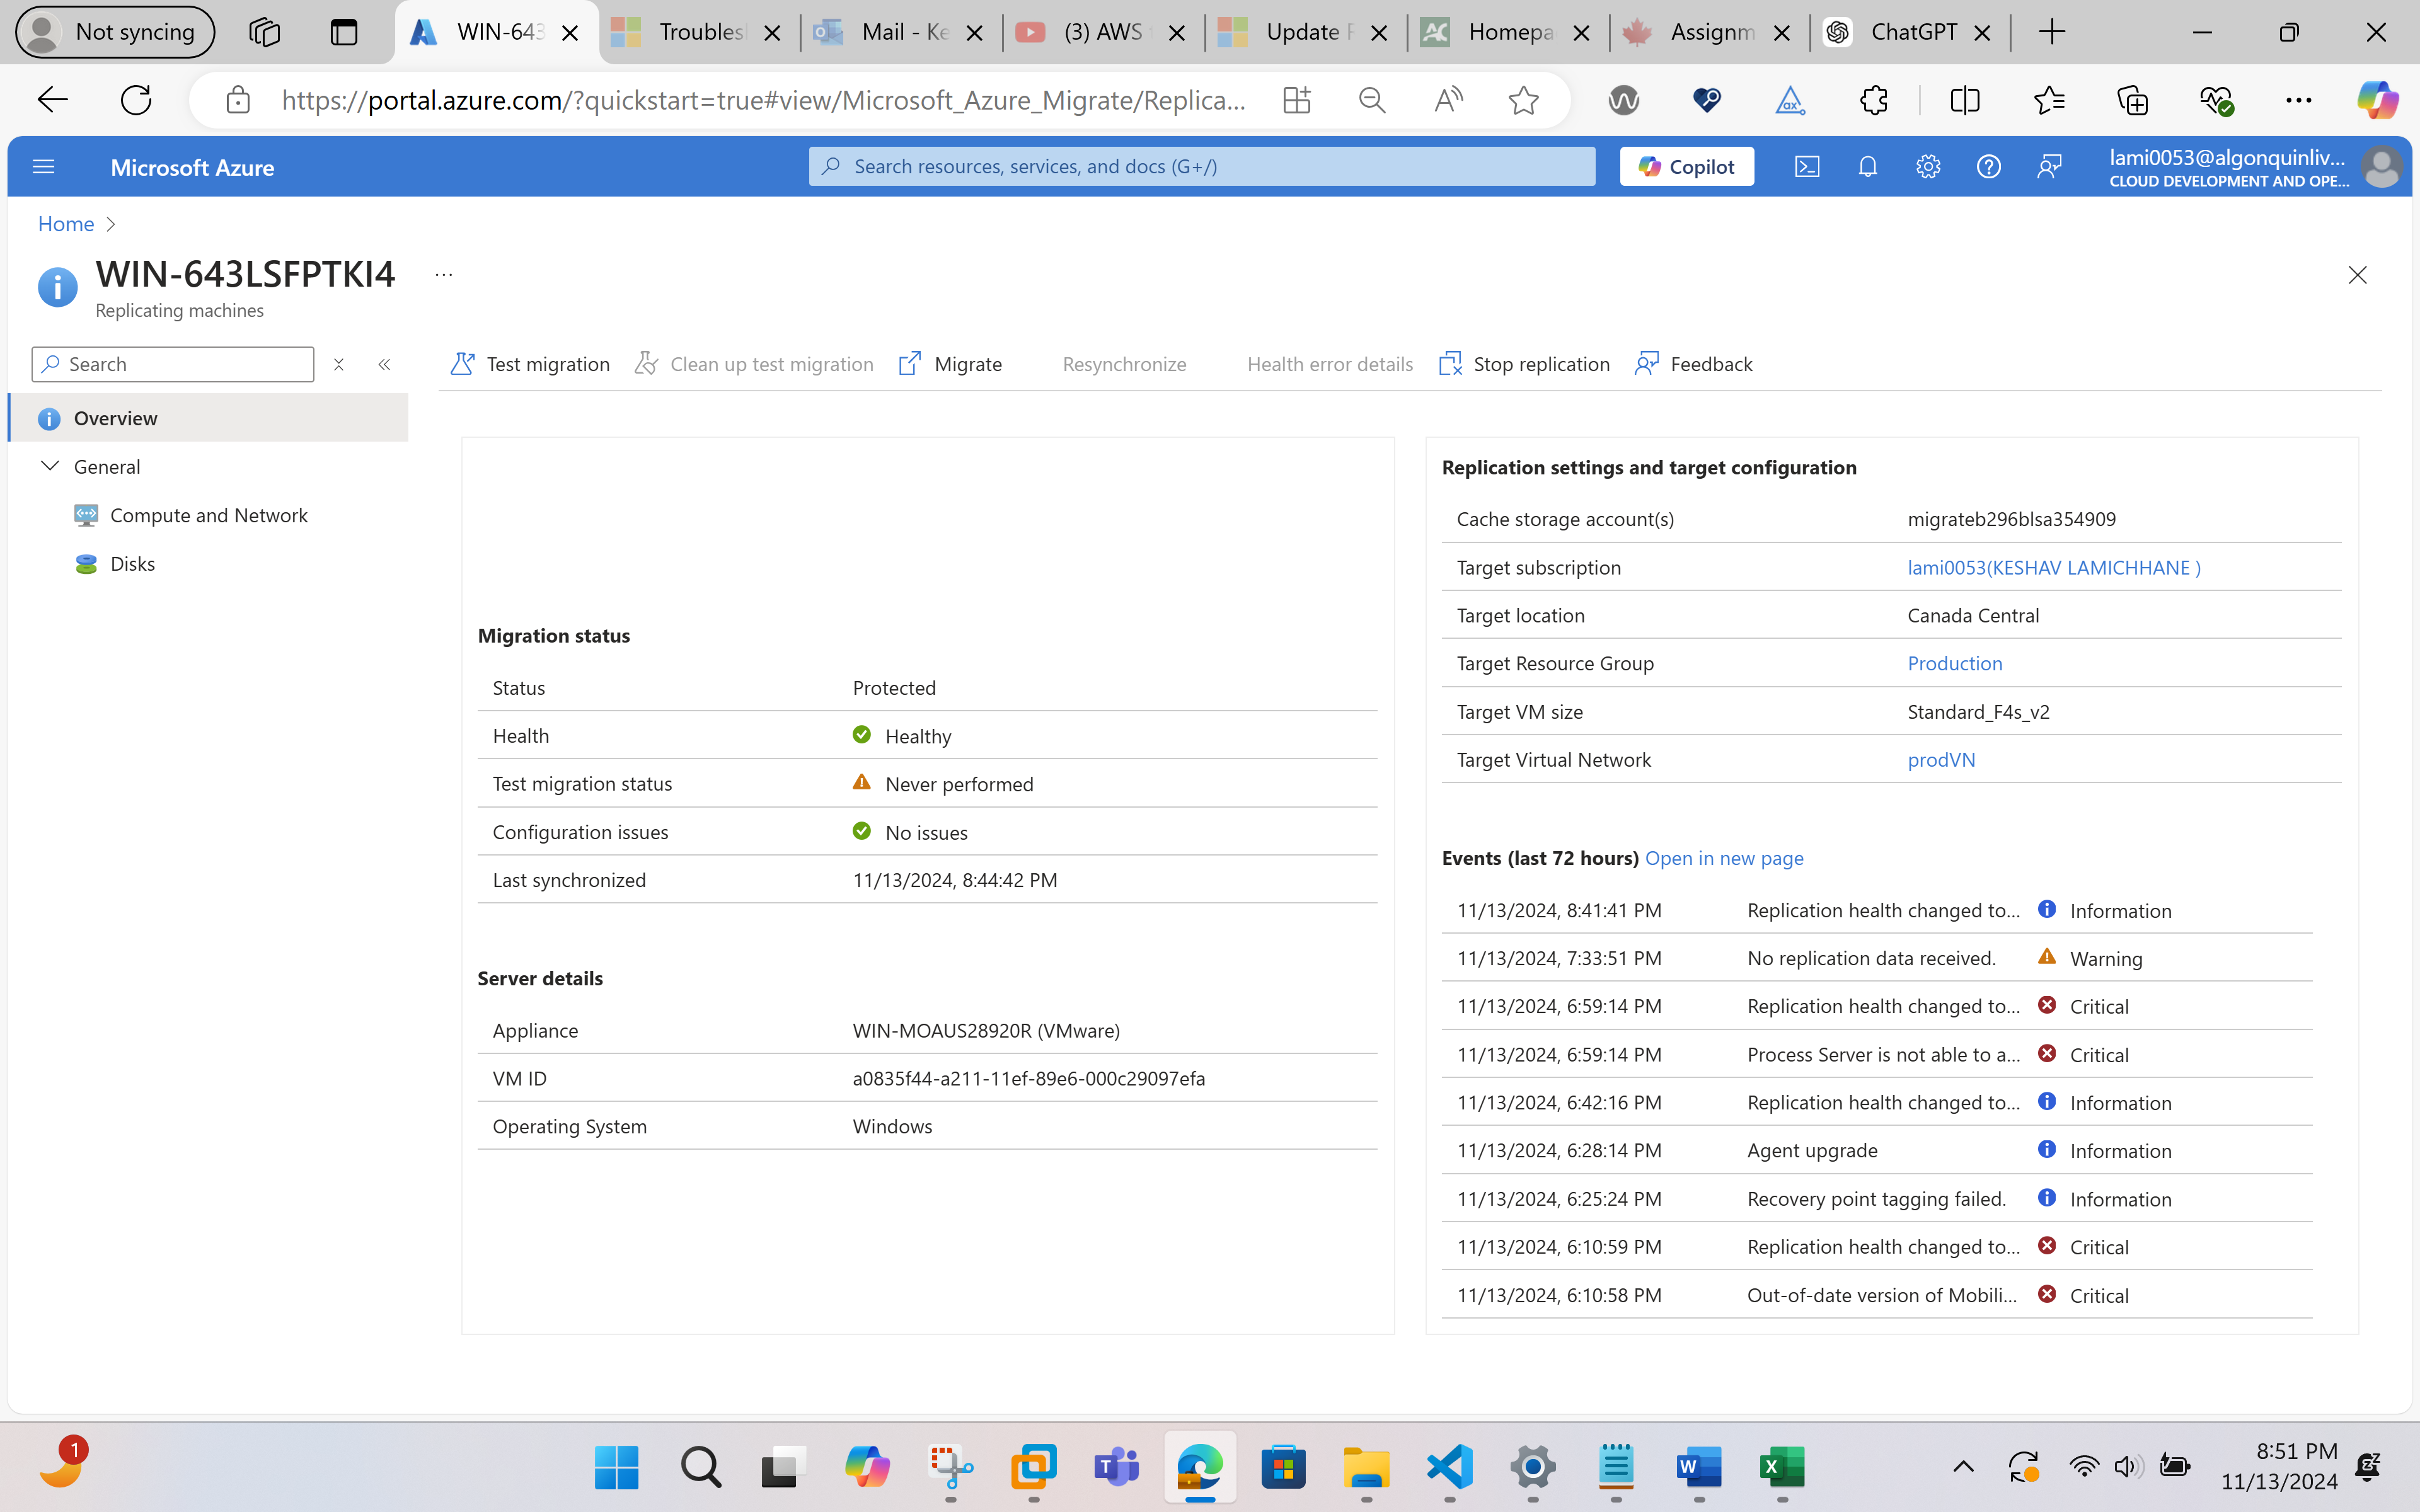 Not syncing
WIN-643
Troubles
Mail - Ke
(3) AWS
Update
Homepa
Assignm
ChatGPT
https://portal.azure.com/?quickstart=true#view/Microsoft_Azure_Migrate/Replica...
Microsoft Azure
Search resources, services, and docs (G+/)
Copilot
lami0053@algonquinliv...
CLOUD DEVELOPMENT AND OPE...
Home
WIN-643LSFPTKI4 ...
Replicating machines
Search
Test migration
Clean up test migration
Migrate
Resynchronize
Health error details
Stop replication
Feedback
Overview
General
Compute and Network
Disks
Migration status
Status Protected
Health Healthy
Test migration status Never performed
Configuration issues No issues
Last synchronized 11/13/2024, 8:44:42 PM
Server details
Appliance WIN-MOAUS28920R (VMware)
VM ID a0835f44-a211-11ef-89e6-000c29097efa
Operating System Windows
Replication settings and target configuration
Cache storage account(s) migrateb296blsa354909
Target subscription lami0053(KESHAV LAMICHHANE )
Target location Canada Central
Target Resource Group Production
Target VM size Standard_F4s_v2
Target Virtual Network prodVN
Events (last 72 hours) Open in new page
11/13/2024, 8:41:41 PM Replication health changed to... Information
11/13/2024, 7:33:51 PM No replication data received. Warning
11/13/2024, 6:59:14 PM Replication health changed to... Critical
11/13/2024, 6:59:14 PM Process Server is not able to a... Critical
11/13/2024, 6:42:16 PM Replication health changed to... Information
11/13/2024, 6:28:14 PM Agent upgrade Information
11/13/2024, 6:25:24 PM Recovery point tagging failed. Information
11/13/2024, 6:10:59 PM Replication health changed to... Critical
11/13/2024, 6:10:58 PM Out-of-date version of Mobili... Critical
1
8:51 PM
11/13/2024